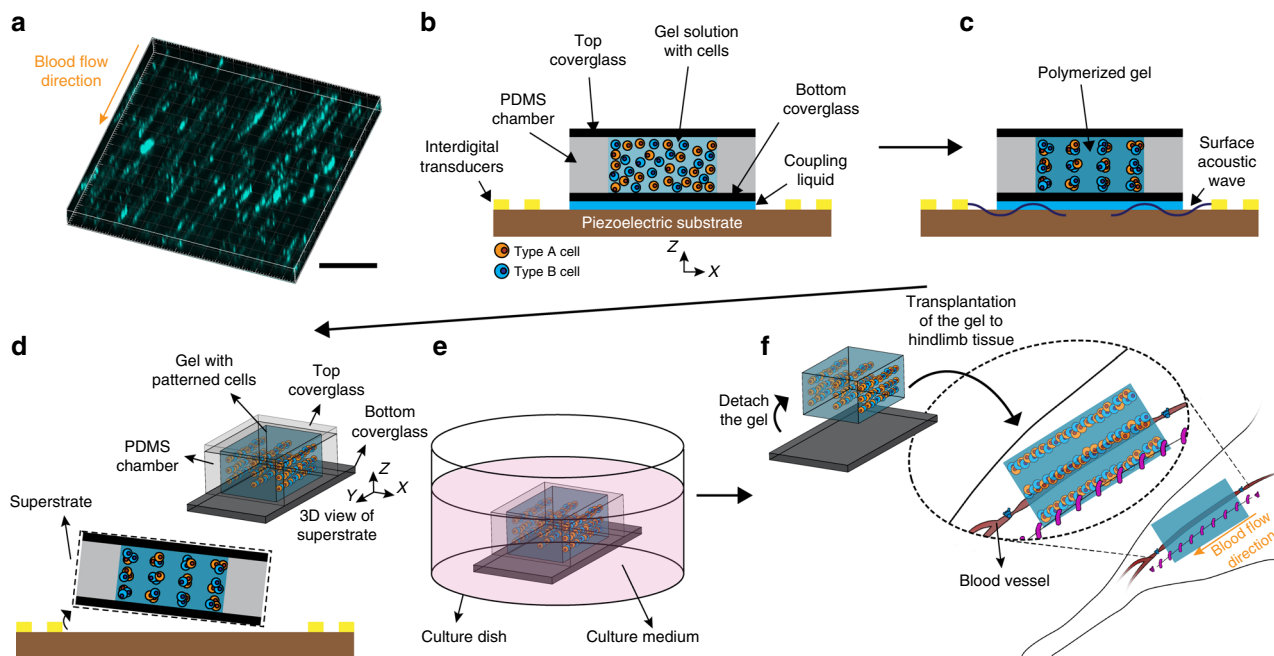 a
Blood flow
direction
b
Top
coverglass
Gel solution
with cells
PDMS
chamber
Bottom
coverglass
Interdigital
transducers
Coupling
liquid
Piezoelectric substrate
Type A cell
Type B cell
Z
X
c
Polymerized gel
Surface
acoustic
wave
d
Gel with
patterned cells
Top
coverglass
Bottom
coverglass
PDMS
chamber
Z
Y
X
3D view of
superstrate
Superstrate
e
Culture dish
Culture medium
f
Transplantation
of the gel to
hindlimb tissue
Detach
the gel
Blood vessel
Blood flow
direction